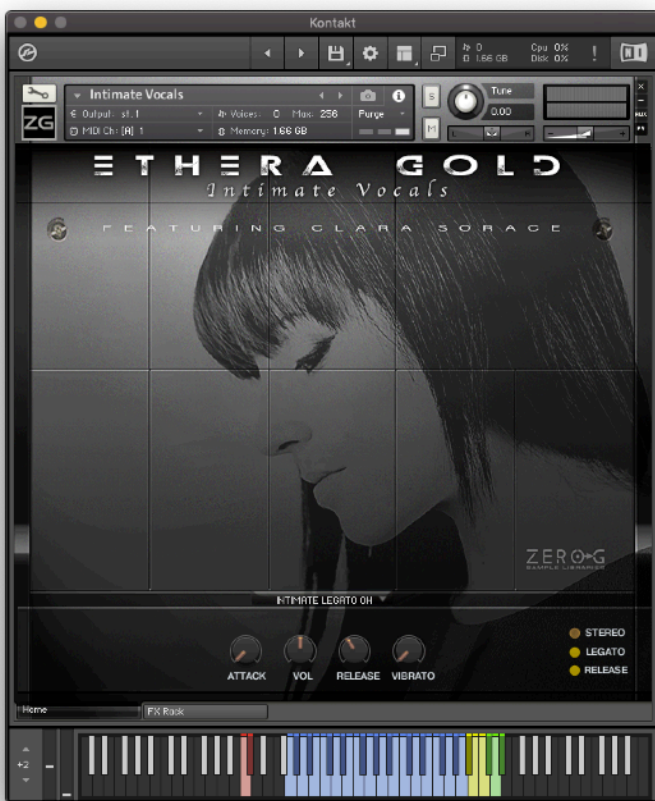 Kontakt
Intimate Vocals
Output: st.1
Voices: 0 Max: 256
Purge
MIDI Ch: [A] 1
Memory: 1.66 GB
0
1.66 GB
Cpu 0%
Disk 0%
!
S
M
Tune
0.00
L
R
ZG
ETHERA GOLD
Intimate Vocals
FEATURING CLARA SORACE
ZERO-G
SAMPLE LIBRARIES
INTIMATE LEGATO OH
ATTACK
VOL
RELEASE
VIBRATO
STEREO
LEGATO
RELEASE
Home
FX Rack
+2